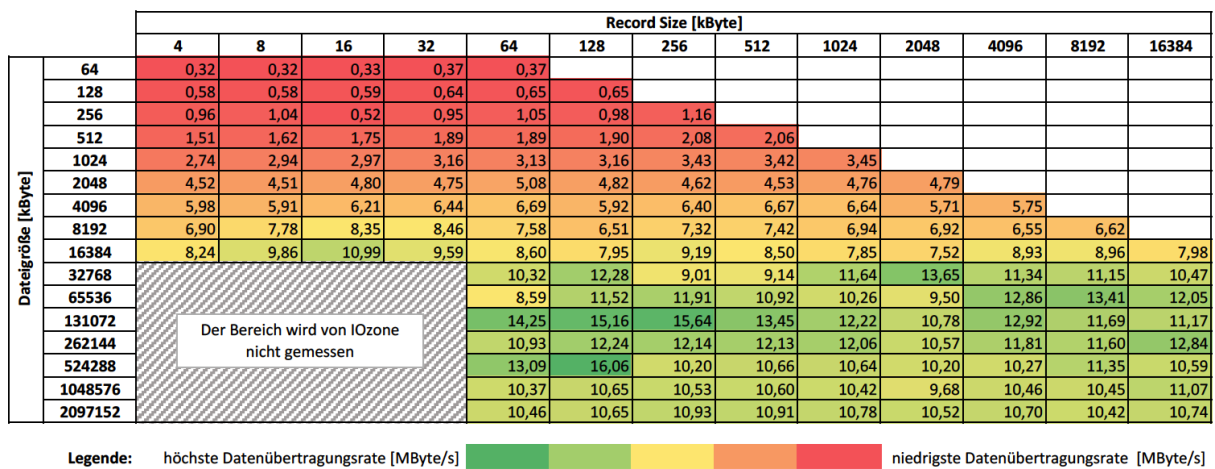 Record Size [kByte]
4 8 16 32 64 128 256 512 1024 2048 4096 8192 16384
Dateigröße [kByte]
64 0,32 0,32 0,33 0,37 0,37
128 0,58 0,58 0,59 0,64 0,65 0,65
256 0,96 1,04 0,52 0,95 1,05 0,98 1,16
512 1,51 1,62 1,75 1,89 1,89 1,90 2,08 2,06
1024 2,74 2,94 2,97 3,16 3,13 3,16 3,43 3,42 3,45
2048 4,52 4,51 4,80 4,75 5,08 4,82 4,62 4,53 4,76 4,79
4096 5,98 5,91 6,21 6,44 6,69 5,92 6,40 6,67 6,64 5,71 5,75
8192 6,90 7,78 8,35 8,46 7,58 6,51 7,32 7,42 6,94 6,92 6,55 6,62
16384 8,24 9,86 10,99 9,59 8,60 7,95 9,19 8,50 7,85 7,52 8,93 8,96 7,98
32768 10,32 12,28 9,01 9,14 11,64 13,65 11,34 11,15 10,47
65536 8,59 11,52 11,91 10,92 10,26 9,50 12,86 13,41 12,05
131072 14,25 15,16 15,64 13,45 12,22 10,78 12,92 11,69 11,17
262144 10,93 12,24 12,14 12,13 12,06 10,57 11,81 11,60 12,84
524288 13,09 16,06 10,20 10,66 10,64 10,20 10,27 11,35 10,59
1048576 10,37 10,65 10,53 10,60 10,42 9,68 10,46 10,45 11,07
2097152 10,46 10,65 10,93 10,91 10,78 10,52 10,70 10,42 10,74
Der Bereich wird von IOzone
nicht gemessen
Legende: höchste Datenübertragungsrate [MByte/s] niedrigste Datenübertragungsrate [MByte/s]